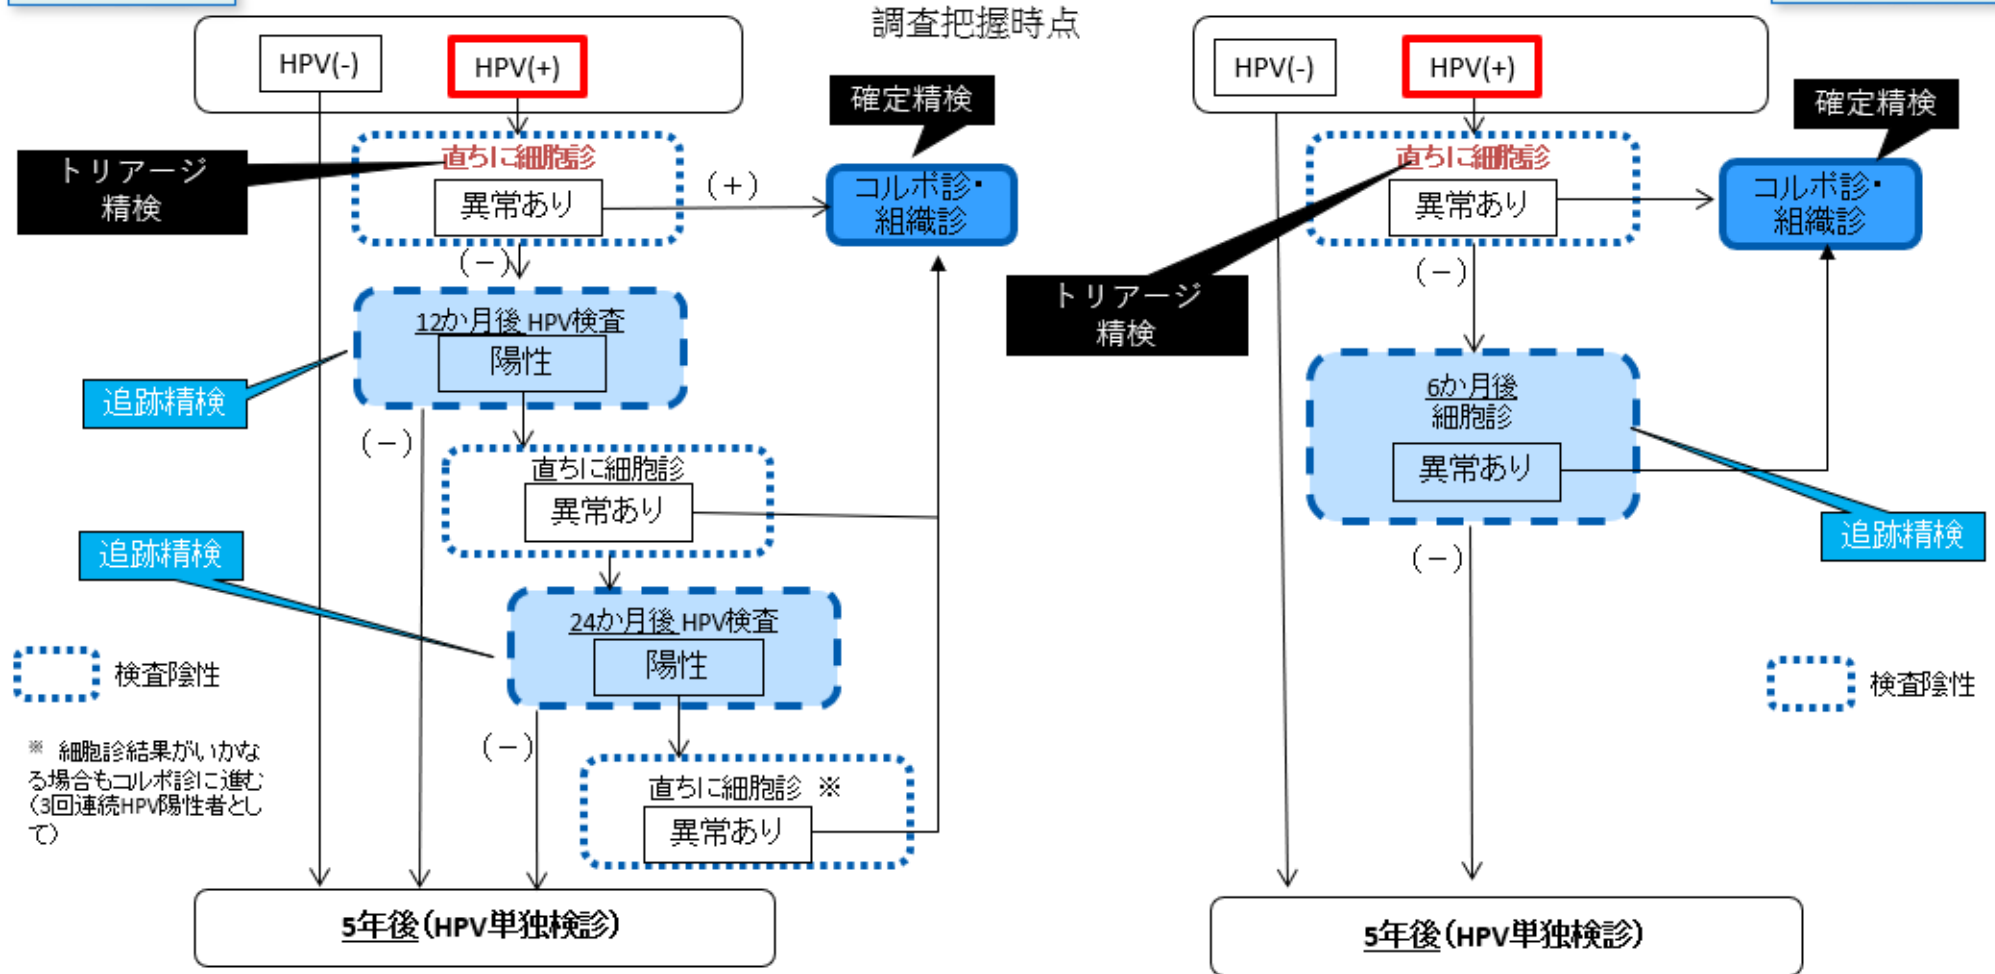 調査把握時点
HPV(-)
HPV(+)
確定精検
直ちに細胞診
異常あり
(+)
コルポ診・
組織診
トリアージ
精検
(-)
12か月後 HPV検査
陽性
追跡精検
(-)
直ちに細胞診
異常あり
追跡精検
24か月後 HPV検査
陽性
検査陰性
(-)
※ 細胞診結果がいかな
る場合もコルポ診に進む
(3回連続HPV陽性者とし
て)
直ちに細胞診 ※
異常あり
5年後(HPV単独検診)
HPV(-)
HPV(+)
確定精検
直ちに細胞診
異常あり
コルポ診・
組織診
(-)
トリアージ
精検
6か月後
細胞診
異常あり
追跡精検
(-)
検査陰性
5年後(HPV単独検診)